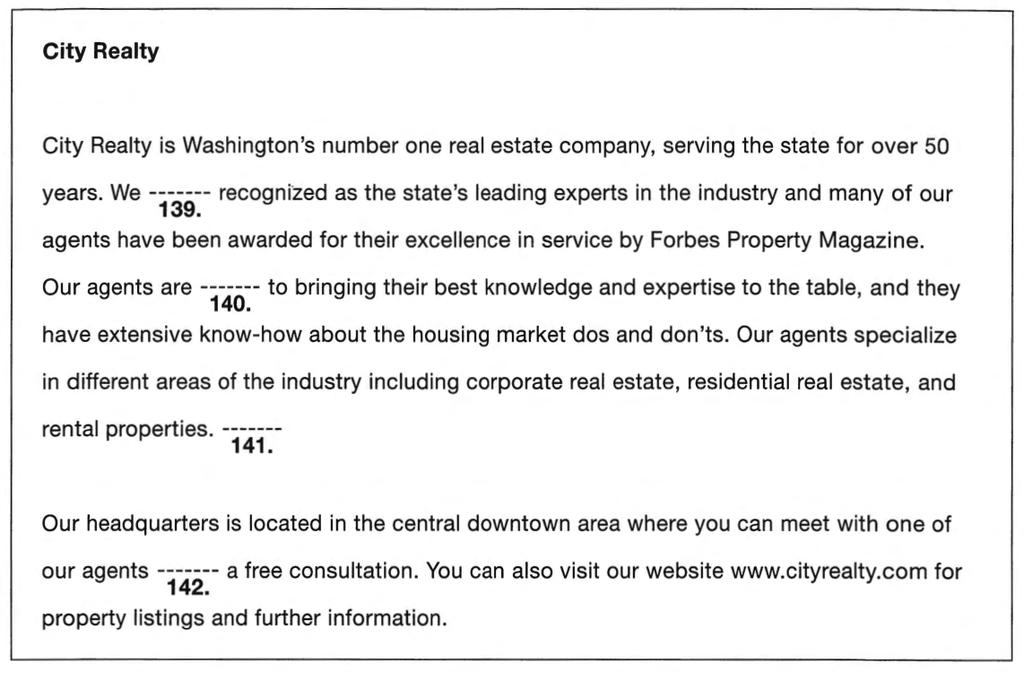 City Realty
City Realty is Washington's number one real estate company, serving the state for over 50
years. We ------- recognized as the state's leading experts in the industry and many of our
139.
agents have been awarded for their excellence in service by Forbes Property Magazine.
Our agents are ------- to bringing their best knowledge and expertise to the table, and they
140.
have extensive know-how about the housing market dos and don'ts. Our agents specialize
in different areas of the industry including corporate real estate, residential real estate, and
rental properties. -------
141.
Our headquarters is located in the central downtown area where you can meet with one of
our agents ------- a free consultation. You can also visit our website www.cityrealty.com for
142.
property listings and further information.